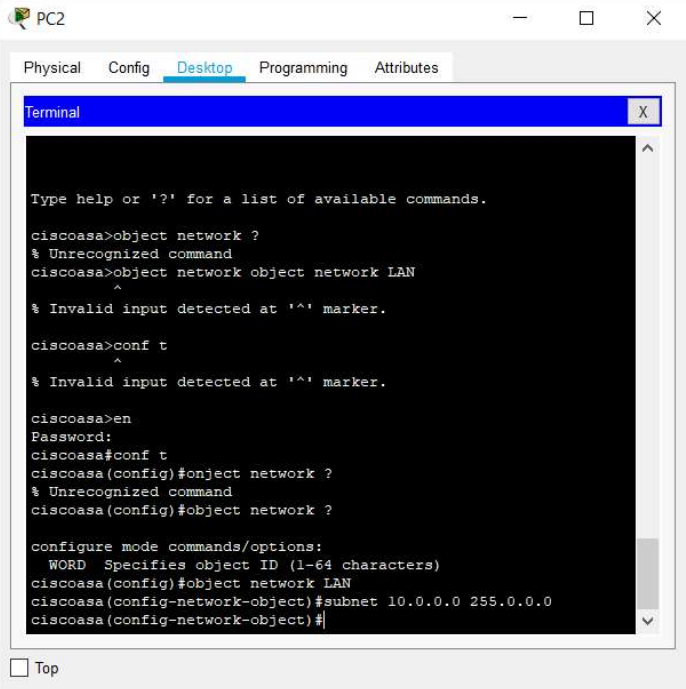 PC2
Physical Config Desktop Programming Attributes
Terminal X
Type help or '?' for a list of available commands.
ciscoasa>object network ?
% Unrecognized command
ciscoasa>object network object network LAN
^
% Invalid input detected at '^' marker.
ciscoasa>conf t
^
% Invalid input detected at '^' marker.
ciscoasa>en
Password:
ciscoasa#conf t
ciscoasa(config)#onject network ?
% Unrecognized command
ciscoasa(config)#object network ?
configure mode commands/options:
WORD Specifies object ID (1-64 characters)
ciscoasa(config)#object network LAN
ciscoasa(config-network-object)#subnet 10.0.0.0 255.0.0.0
ciscoasa(config-network-object)#
Top